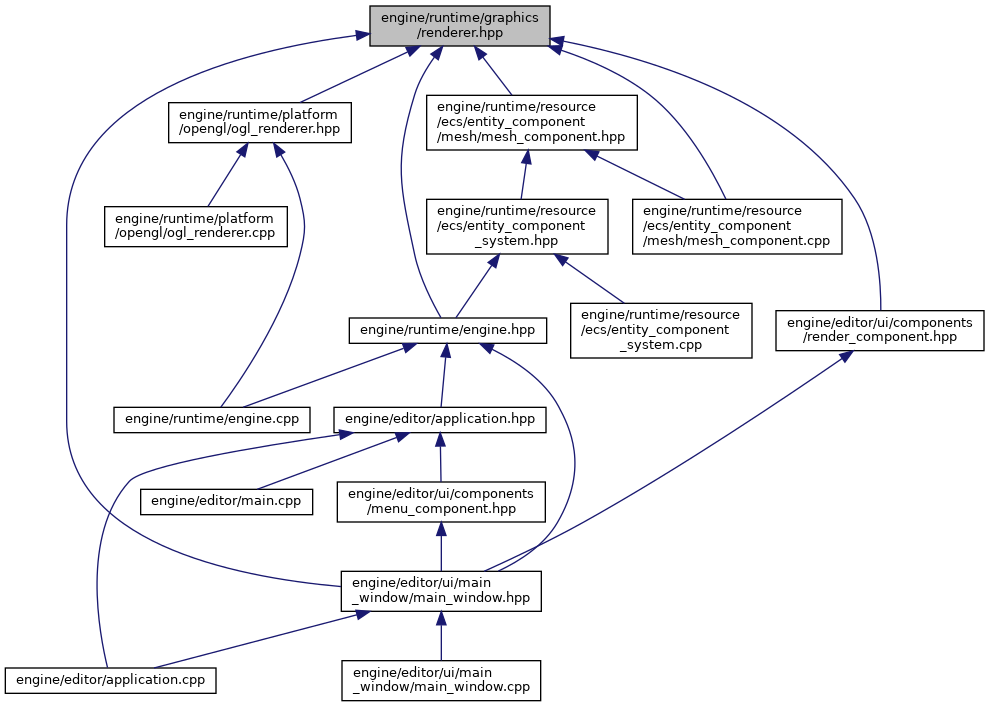 engine/runtime/graphics
/renderer.hpp
engine/runtime/platform
/opengl/ogl_renderer.hpp
engine/runtime/resource
/ecs/entity_component
/mesh/mesh_component.hpp
engine/runtime/platform
/opengl/ogl_renderer.cpp
engine/runtime/resource
/ecs/entity_component
_system.hpp
engine/runtime/resource
/ecs/entity_component
/mesh/mesh_component.cpp
engine/runtime/engine.hpp
engine/runtime/resource
/ecs/entity_component
_system.cpp
engine/editor/ui/components
/render_component.hpp
engine/runtime/engine.cpp
engine/editor/application.hpp
engine/editor/main.cpp
engine/editor/ui/components
/menu_component.hpp
engine/editor/ui/main
_window/main_window.hpp
engine/editor/application.cpp
engine/editor/ui/main
_window/main_window.cpp